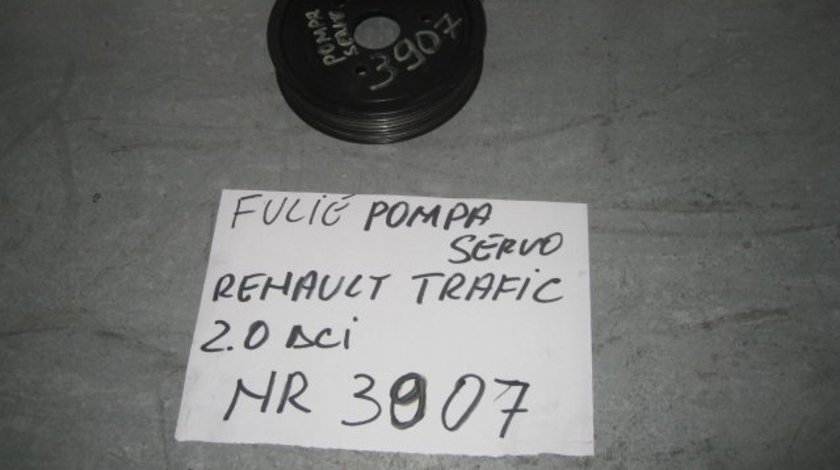 POMPA
SERVO
3907
FULIE POMPA
SERVO
RENAULT TRAFIC
2.0 DCi
NR 3907